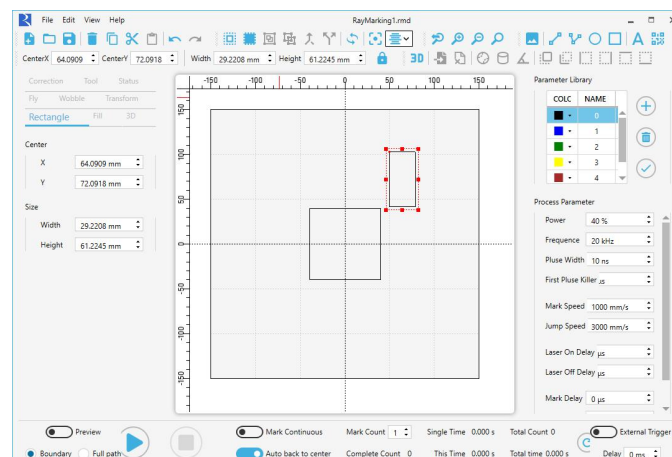 File Edit View Help RayMarking1.rmd
CenterX 64.0909 CenterY 72.0918 Width 29.2208 mm Height 61.2245 mm 3D
Correction Tool Status
Fly Wobble Transform
Rectangle Fill 3D
Center
X 64.0909 mm
Y 72.0918 mm
Size
Width 29.2208 mm
Height 61.2245 mm
-150 -100 -50 0 50 100 150
150
100
50
0
-50
-100
-150
Parameter Library
COLC NAME
0
1
2
3
4
Process Parameter
Power 40 %
Frequence 20 kHz
Pluse Width 10 ns
First Pluse Killer µs
Mark Speed 1000 mm/s
Jump Speed 3000 mm/s
Laser On Delay µs
Laser Off Delay µs
Mark Delay 0 µs
Preview Mark Continuous Mark Count 1 Single Time 0.000 s Total Count 0 External Trigger
Boundary Full path Auto back to center Complete Count 0 This Time 0.000 s Total time 0.000 s Delay 0 ms